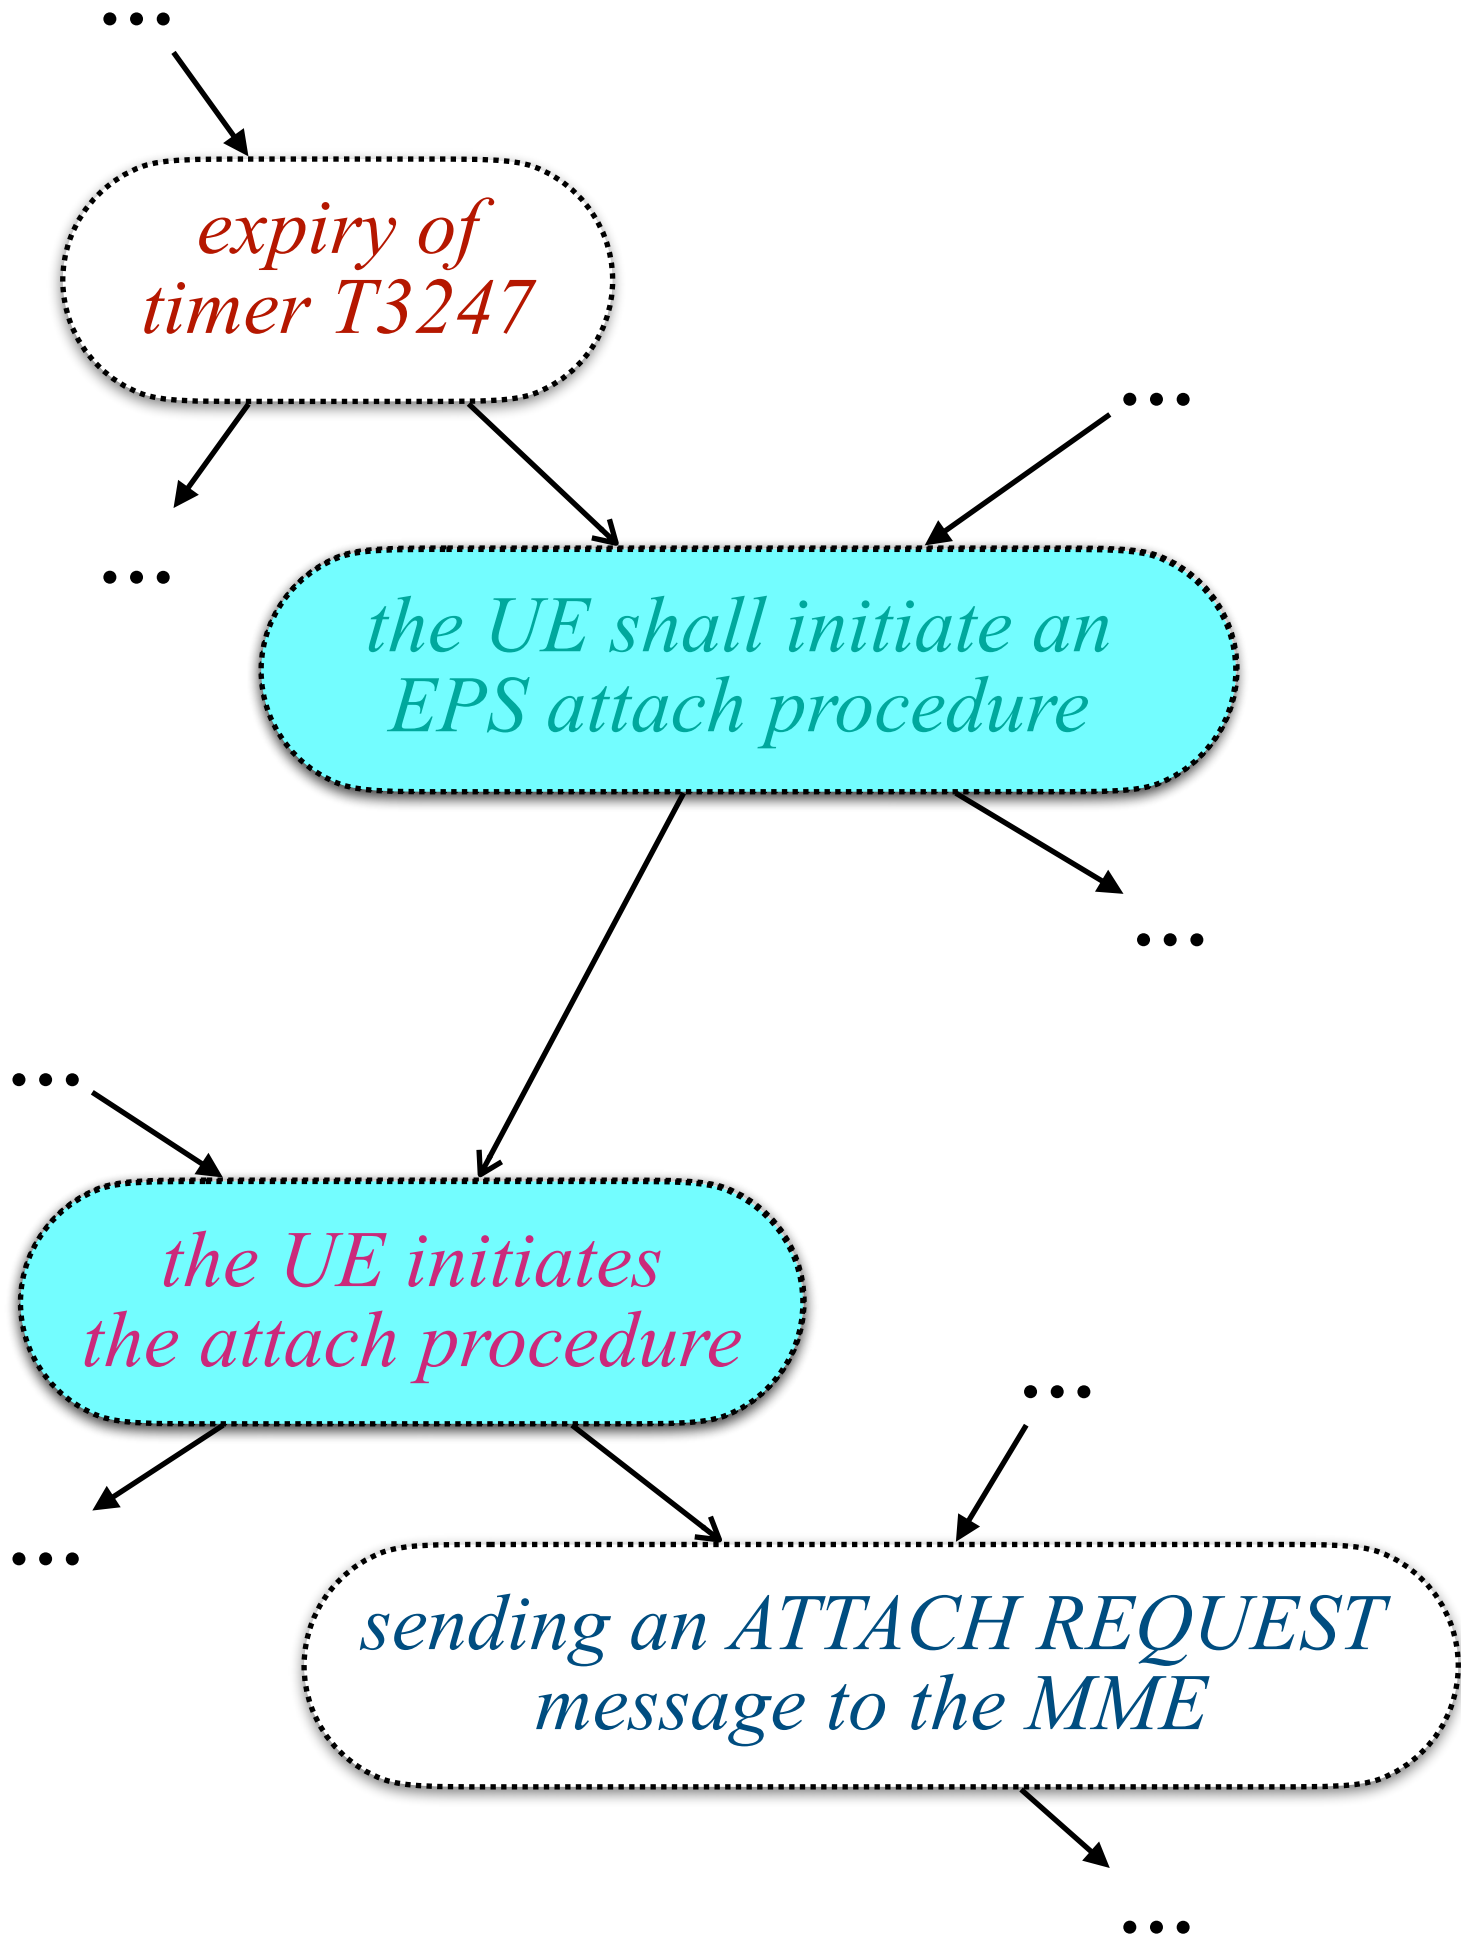 ...
expiry of
timer T3247
...
...
the UE shall initiate an
EPS attach procedure
...
...
the UE initiates
the attach procedure
...
...
sending an ATTACH REQUEST
message to the MME
...